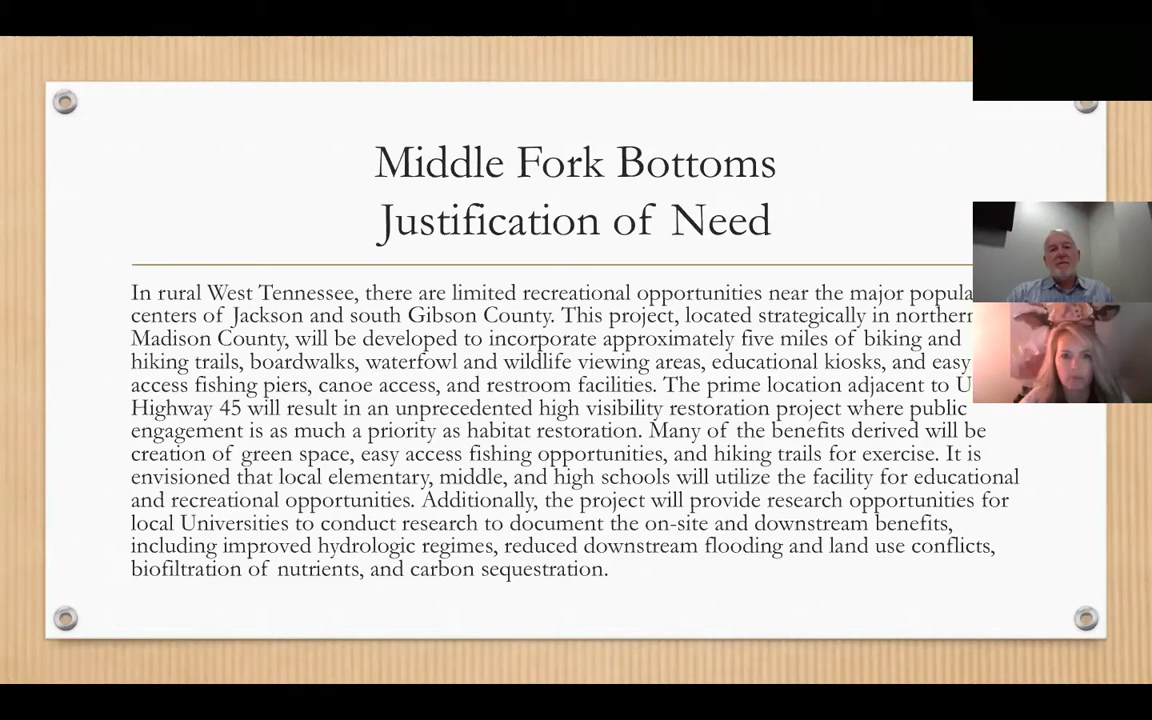 Middle Fork Bottoms
Justification of Need
In rural West Tennessee, there are limited recreational opportunities near the major
centers of Jackson and south Gibson County. This project, located strategically in northern
Madison County, will be developed to incorporate approximately five miles of biking and
hiking trails, boardwalks, waterfowl and wildlife viewing areas, educational kiosks, and easy
access fishing piers, canoe access, and restroom facilities. The prime location adjacent to
Highway 45 will result in an unprecedented high visibility restoration project where public
engagement is as much a priority as habitat restoration. Many of the benefits derived will be
creation of green space, easy access fishing opportunities, and hiking trails for exercise. It is
envisioned that local elementary, middle, and high schools will utilize the facility for educational
and recreational opportunities. Additionally, the project will provide research opportunities for
local Universities to conduct research to document the on-site and downstream benefits,
including improved hydrologic regimes, reduced downstream flooding and land use conflicts,
biofiltration of nutrients, and carbon sequestration.